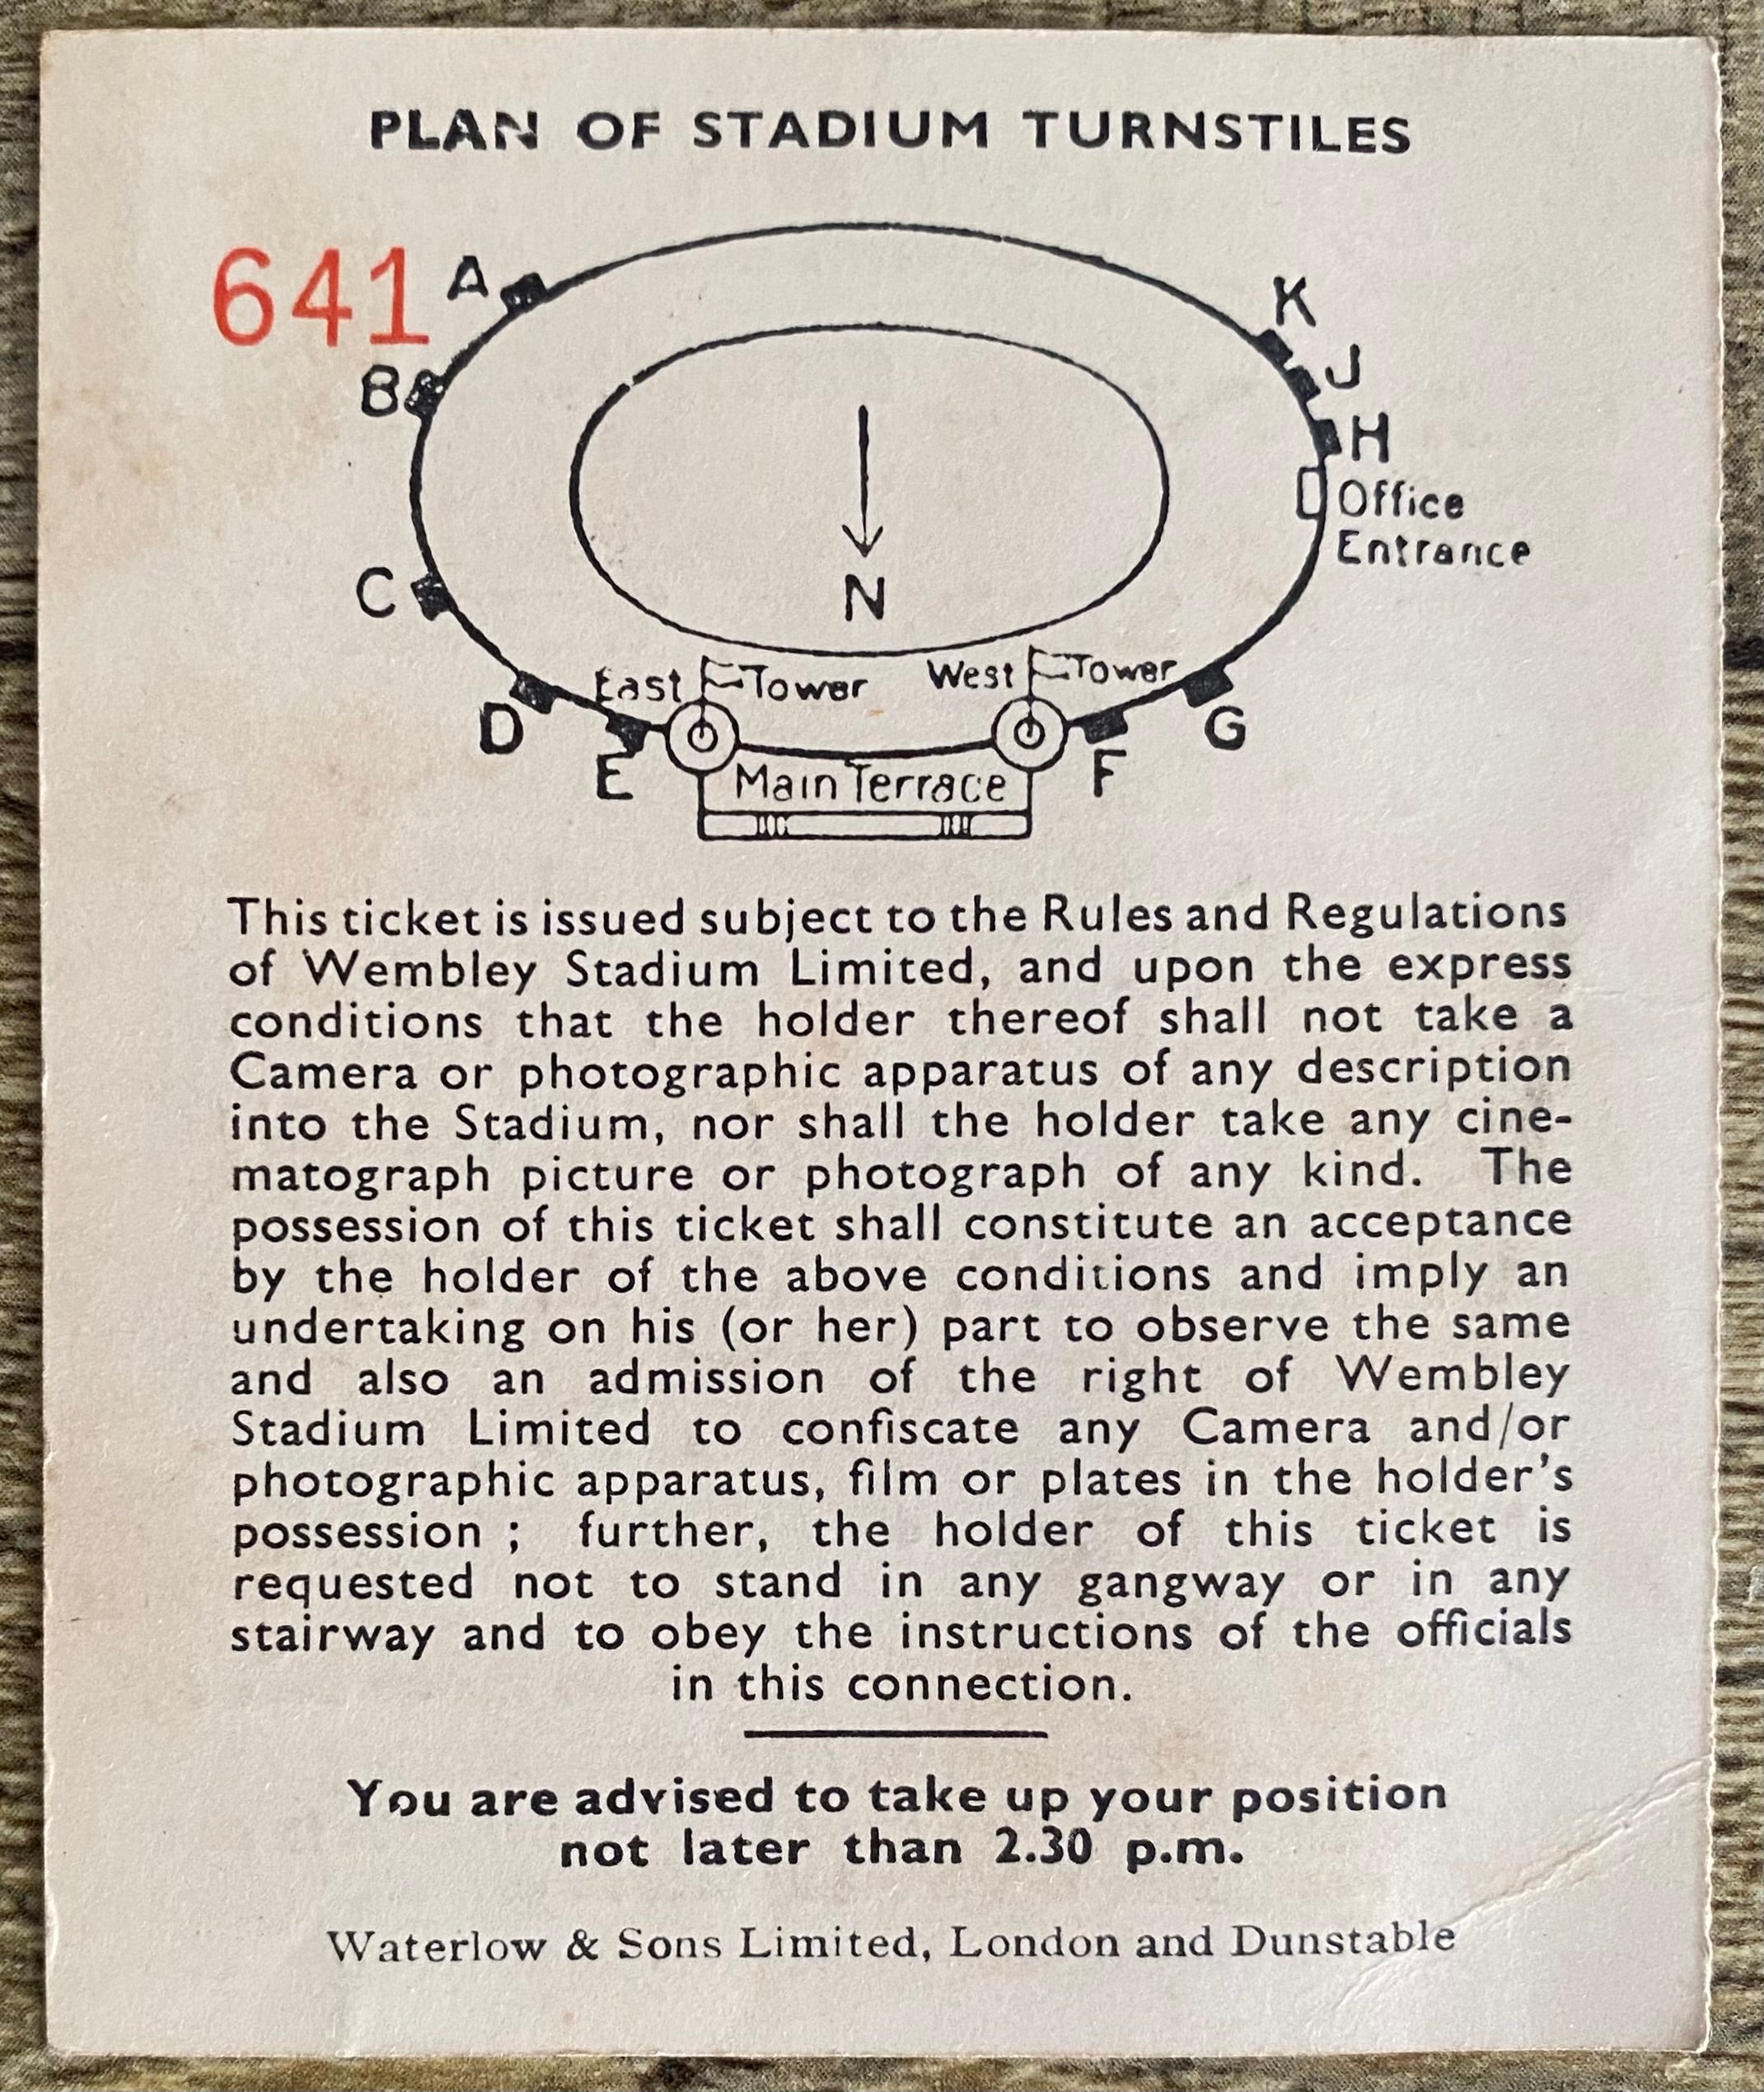 PLAN OF STADIUM TURNSTILES
641
A
K
B
J
H
Office
Entrance
C
N
East Tower
West Tower
D
G
E
F
Main Terrace
This ticket is issued subject to the Rules and Regulations
of Wembley Stadium Limited, and upon the express
conditions that the holder thereof shall not take a
Camera or photographic apparatus of any description
into the Stadium, nor shall the holder take any cine-
matograph picture or photograph of any kind. The
possession of this ticket shall constitute an acceptance
by the holder of the above conditions and imply an
undertaking on his (or her) part to observe the same
and also an admission of the right of Wembley
Stadium Limited to confiscate any Camera and/or
photographic apparatus, film or plates in the holder's
possession ; further, the holder of this ticket is
requested not to stand in any gangway or in any
stairway and to obey the instructions of the officials
in this connection.
You are advised to take up your position
not later than 2.30 p.m.
Waterlow & Sons Limited, London and Dunstable